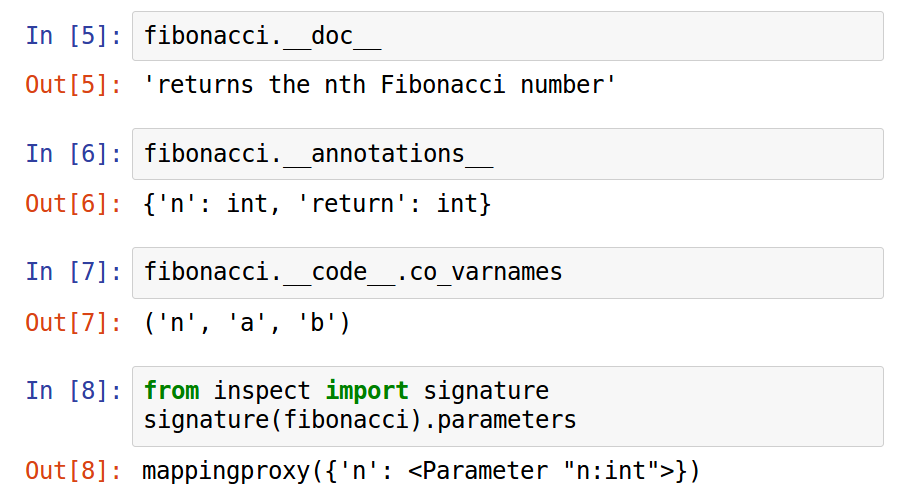 In [5]: fibonacci.__doc__
Out[5]: 'returns the nth Fibonacci number'
In [6]: fibonacci.__annotations__
Out[6]: {'n': int, 'return': int}
In [7]: fibonacci.__code__.co_varnames
Out[7]: ('n', 'a', 'b')
In [8]: from inspect import signature
signature(fibonacci).parameters
Out[8]: mappingproxy({'n': <Parameter "n:int">})